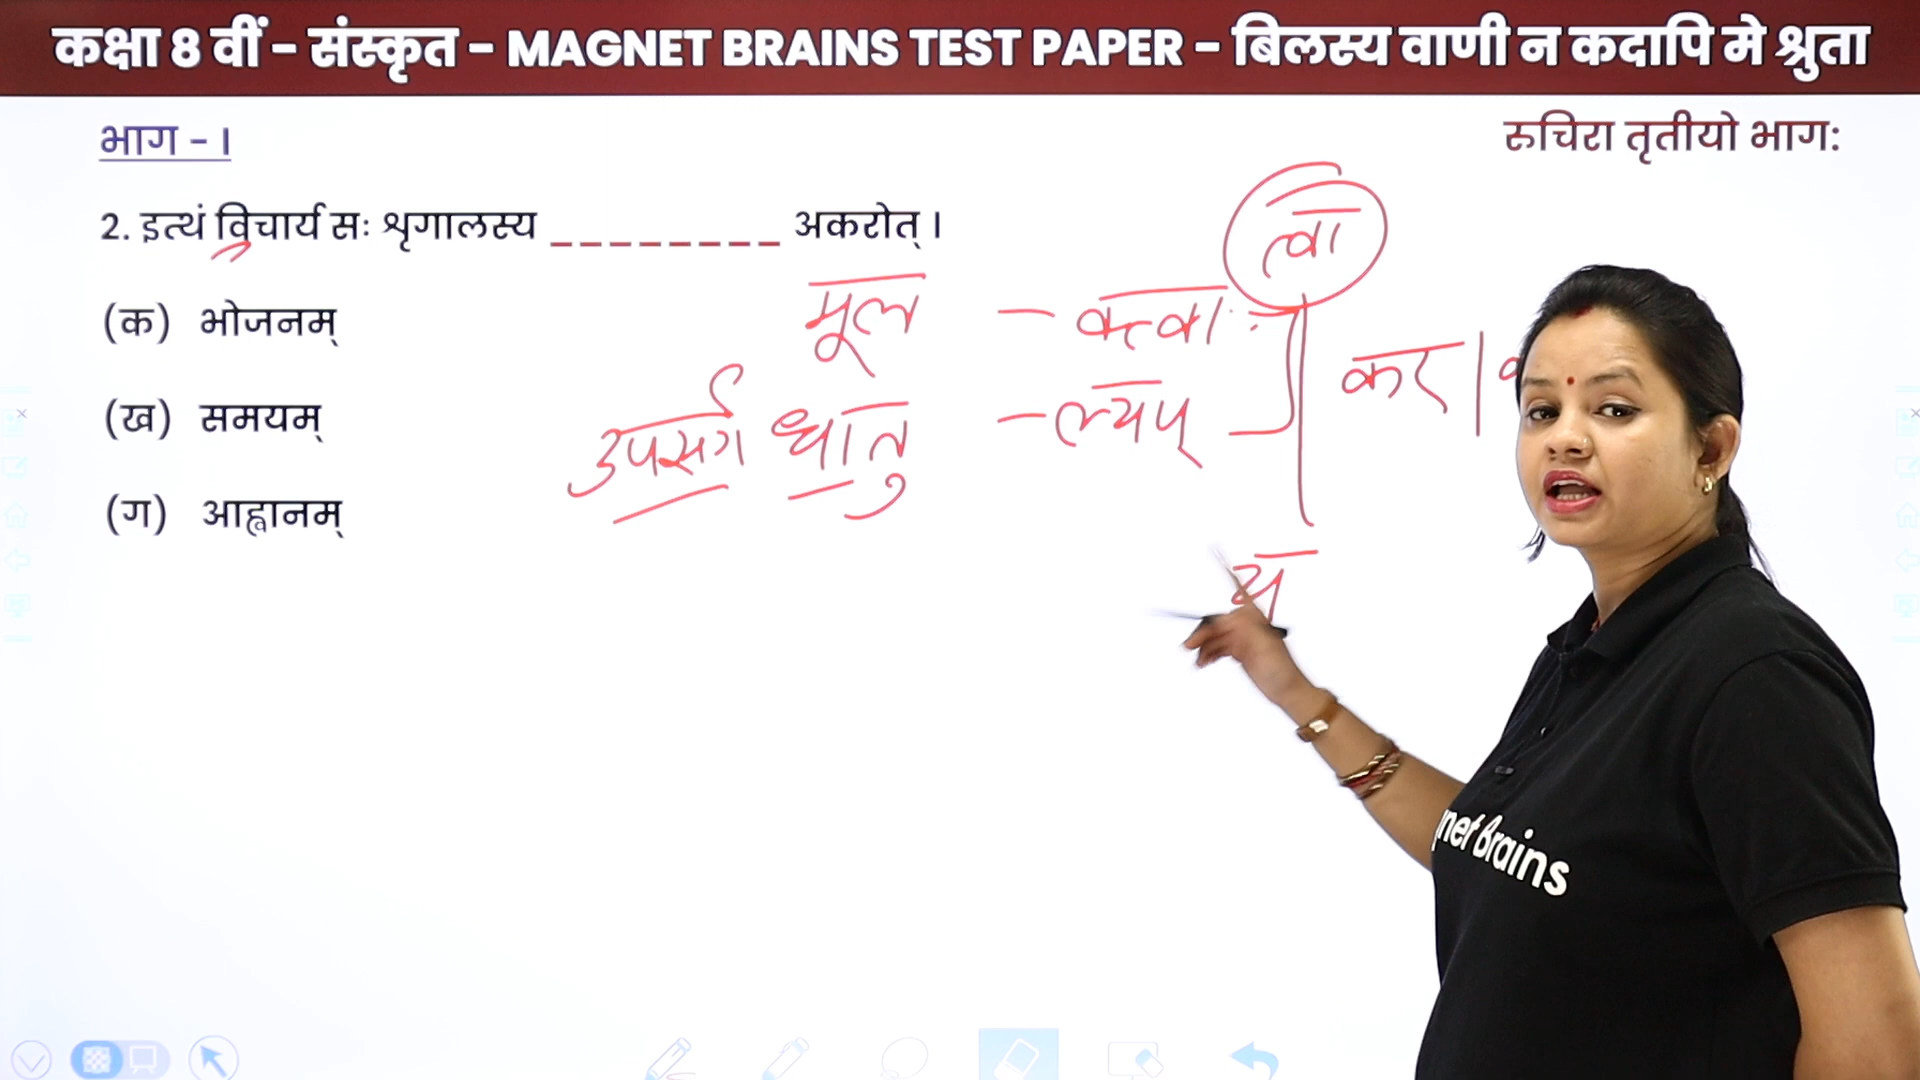 कक्षा 8 वीं - संस्कृत - MAGNET BRAINS TEST PAPER - बिलस्य वाणी न कदापि मे श्रुता
भाग - I
रुचिरा तृतीयो भाग:
2. इत्थं विचार्य सः शृगालस्य _ _ _ _ _ _ _ _ अकरोत् ।
(क) भोजनम्
(ख) समयम्
(ग) आह्वानम्
त्वा
मूल - क्त्वा
उपसर्ग धातु - ल्यप्
कर |
य
net Brains